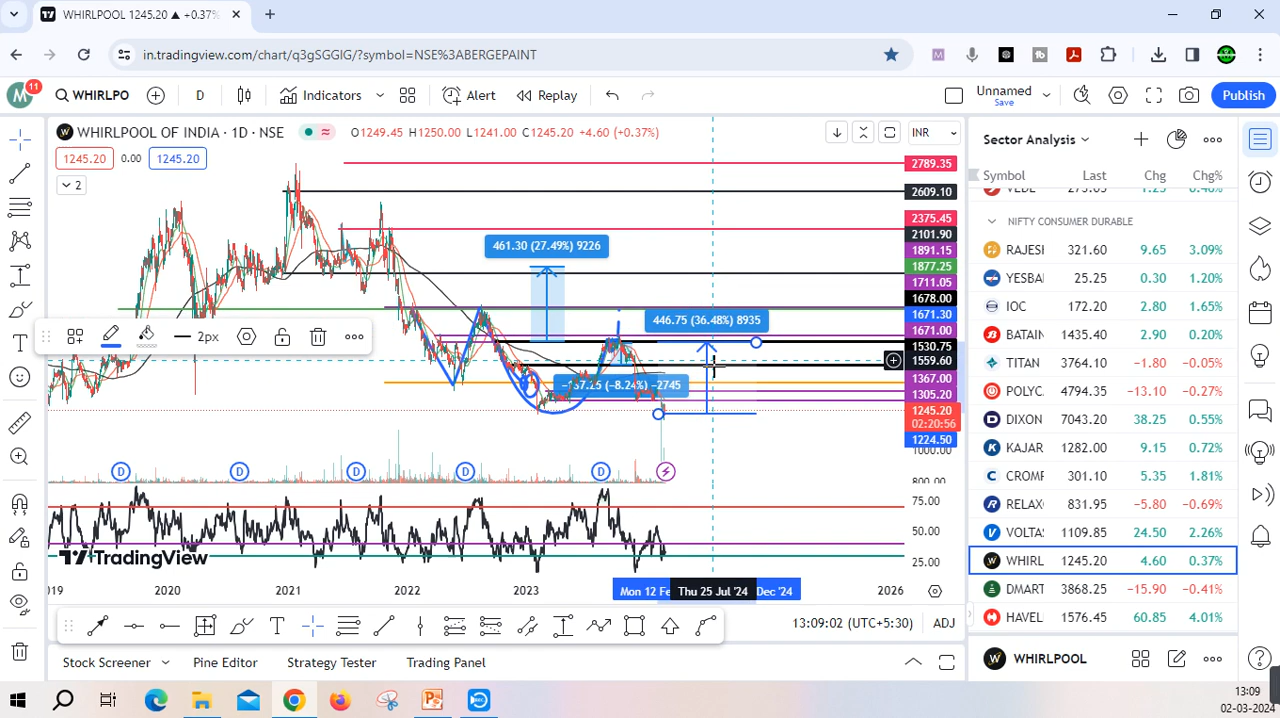 WHIRLPOOL 1245.20 ▲ +0.37%
in.tradingview.com/chart/g3gSGGIG/?symbol=NSE%3ABERGEPAINT
M 11
WHIRLPO
D
Indicators
Alert
Replay
Unnamed
Save
Publish
WHIRLPOOL OF INDIA · 1D · NSE
O1249.45 H1250.00 L1241.00 C1245.20 +4.60 (+0.37%)
INR
1245.20 0.00 1245.20
2
2789.35
2609.10
2375.45
2101.90
1891.15
1877.25
1711.05
1678.00
1671.30
1671.00
1530.75
1559.60
1367.00
1305.20
1245.20
02:20:56
1224.50
1000.00
800.00
461.30 (27.49%) 9226
446.75 (36.48%) 8935
2px
D D D D D
75.00
50.00
25.00
TradingView
2020 2021 2022 2023
Thu 25 Jul '24
Dec '24
2026
13:09:02 (UTC+5:30)
ADJ
Stock Screener
Pine Editor
Strategy Tester
Trading Panel
Sector Analysis
Symbol Last Chg Chg%
NIFTY CONSUMER DURABLE
RAJESI 321.60 9.65 3.09%
YESBA 25.25 0.30 1.20%
IOC 172.20 2.80 1.65%
BATAIN 1435.40 2.90 0.20%
TITAN 3764.10 −1.80 −0.05%
POLYC 4794.35 −13.10 −0.27%
DIXON 7043.20 38.25 0.55%
KAJAR 1282.00 9.15 0.72%
CROMF 301.10 5.35 1.81%
RELAX 831.95 −5.80 −0.69%
VOLTA 1109.85 24.50 2.26%
WHIRL 1245.20 4.60 0.37%
DMART 3868.25 −15.90 −0.41%
HAVEL 1576.45 60.85 4.01%
WHIRLPOOL
13:09
02-03-2024